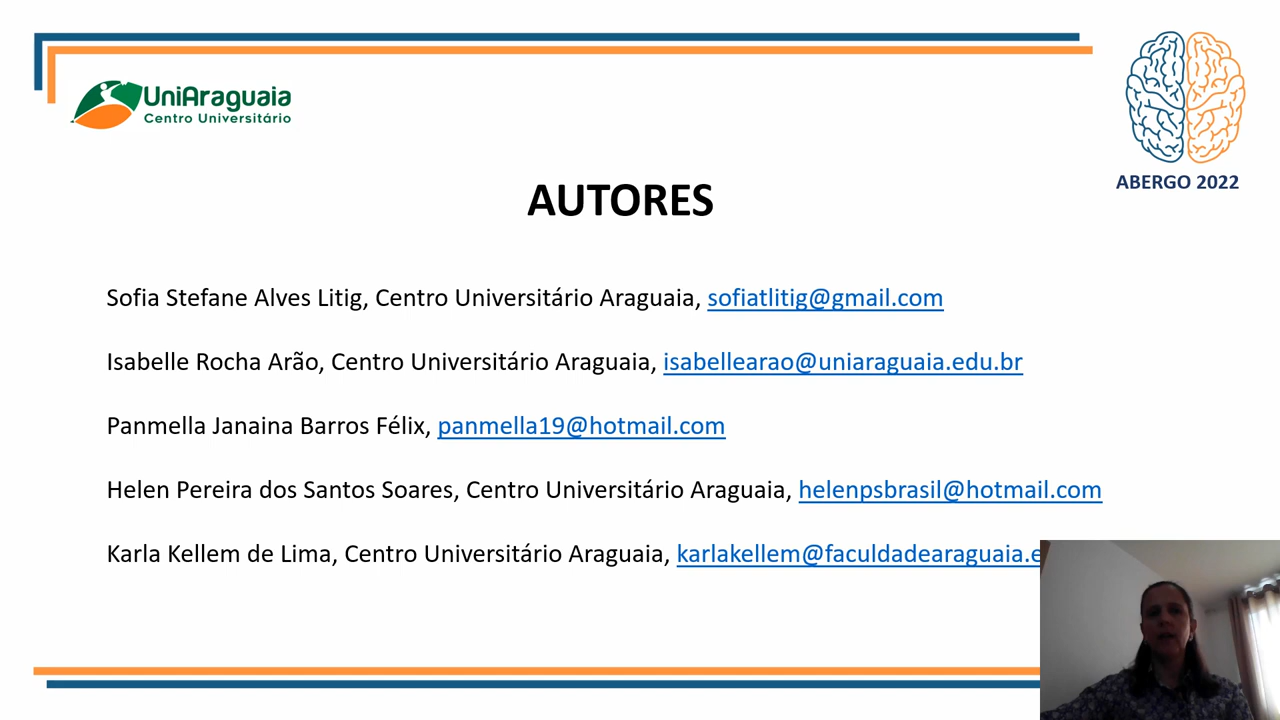 UniAraguaia
Centro Universitário
ABERGO 2022
AUTORES
Sofia Stefane Alves Litig, Centro Universitário Araguaia, sofiatlitig@gmail.com
Isabelle Rocha Arão, Centro Universitário Araguaia, isabellearao@uniaraguaia.edu.br
Panmella Janaina Barros Félix, panmella19@hotmail.com
Helen Pereira dos Santos Soares, Centro Universitário Araguaia, helenpsbrasil@hotmail.com
Karla Kellem de Lima, Centro Universitário Araguaia, karlakellem@faculdadearaguaia.e